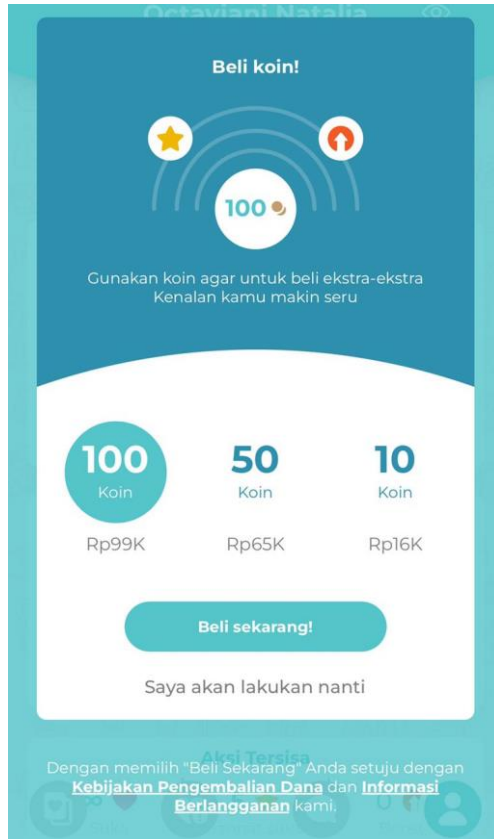 Octaviani Natalia
Beli koin!
100
Gunakan koin agar untuk beli ekstra-ekstra
Kenalan kamu makin seru
100 50 10
Koin Koin Koin
Rp99K Rp65K Rp16K
Beli sekarang!
Saya akan lakukan nanti
Aksi Tersisa
Dengan memilih "Beli Sekarang" Anda setuju dengan
Kebijakan Pengembalian Dana dan Informasi
Berlangganan kami.